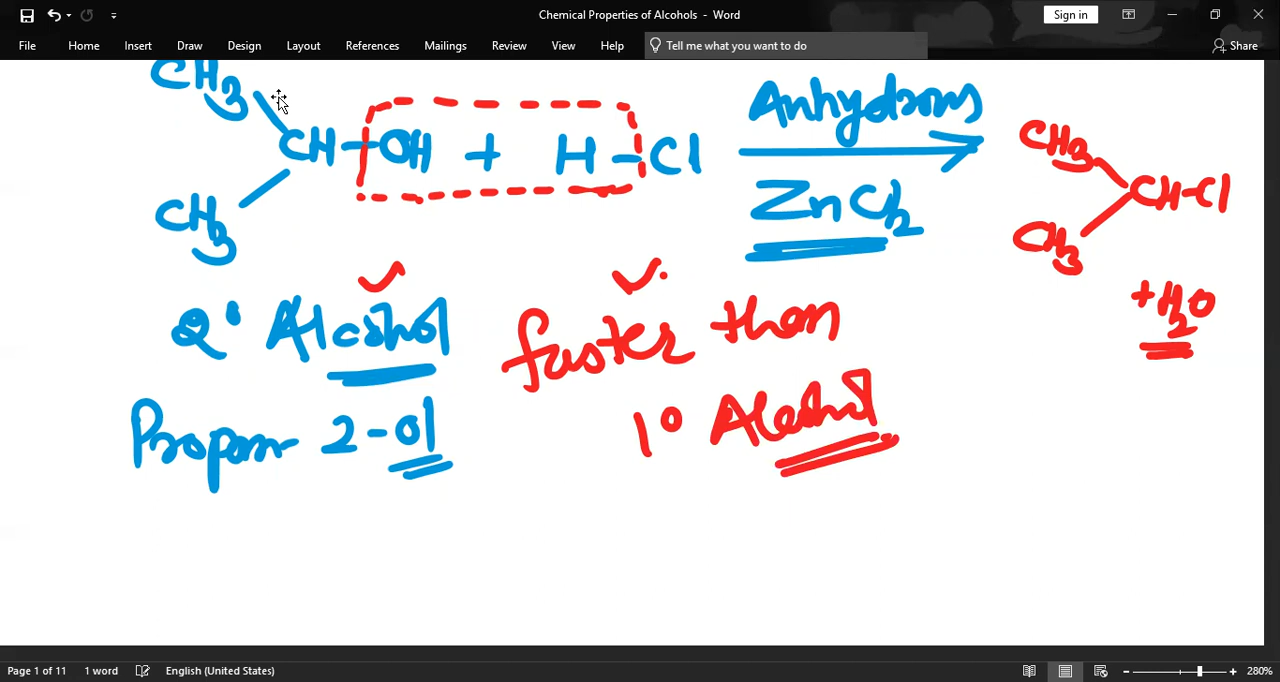 Chemical Properties of Alcohols - Word
Sign in
File Home Insert Draw Design Layout References Mailings Review View Help Tell me what you want to do Share
CH3
CH-OH + H-Cl
CH3
Anhydrous
ZnCl2
CH3
CH-Cl
CH3
+H2O
2° Alcohol faster than
1° Alcohol
Propan 2-ol
Page 1 of 11 1 word English (United States) 280%